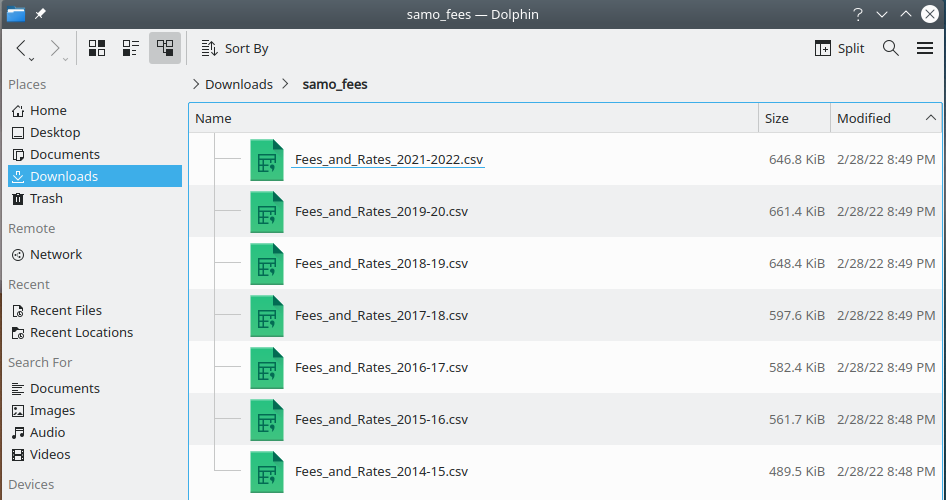 samo_fees — Dolphin
Sort By
Split
Places
Home
Desktop
Documents
Downloads
Trash
Remote
Network
Recent
Recent Files
Recent Locations
Search For
Documents
Images
Audio
Videos
Devices
Downloads samo_fees
Name Size Modified
Fees_and_Rates_2021-2022.csv 646.8 KiB 2/28/22 8:49 PM
Fees_and_Rates_2019-20.csv 661.4 KiB 2/28/22 8:49 PM
Fees_and_Rates_2018-19.csv 648.4 KiB 2/28/22 8:49 PM
Fees_and_Rates_2017-18.csv 597.6 KiB 2/28/22 8:49 PM
Fees_and_Rates_2016-17.csv 582.4 KiB 2/28/22 8:49 PM
Fees_and_Rates_2015-16.csv 561.7 KiB 2/28/22 8:48 PM
Fees_and_Rates_2014-15.csv 489.5 KiB 2/28/22 8:48 PM